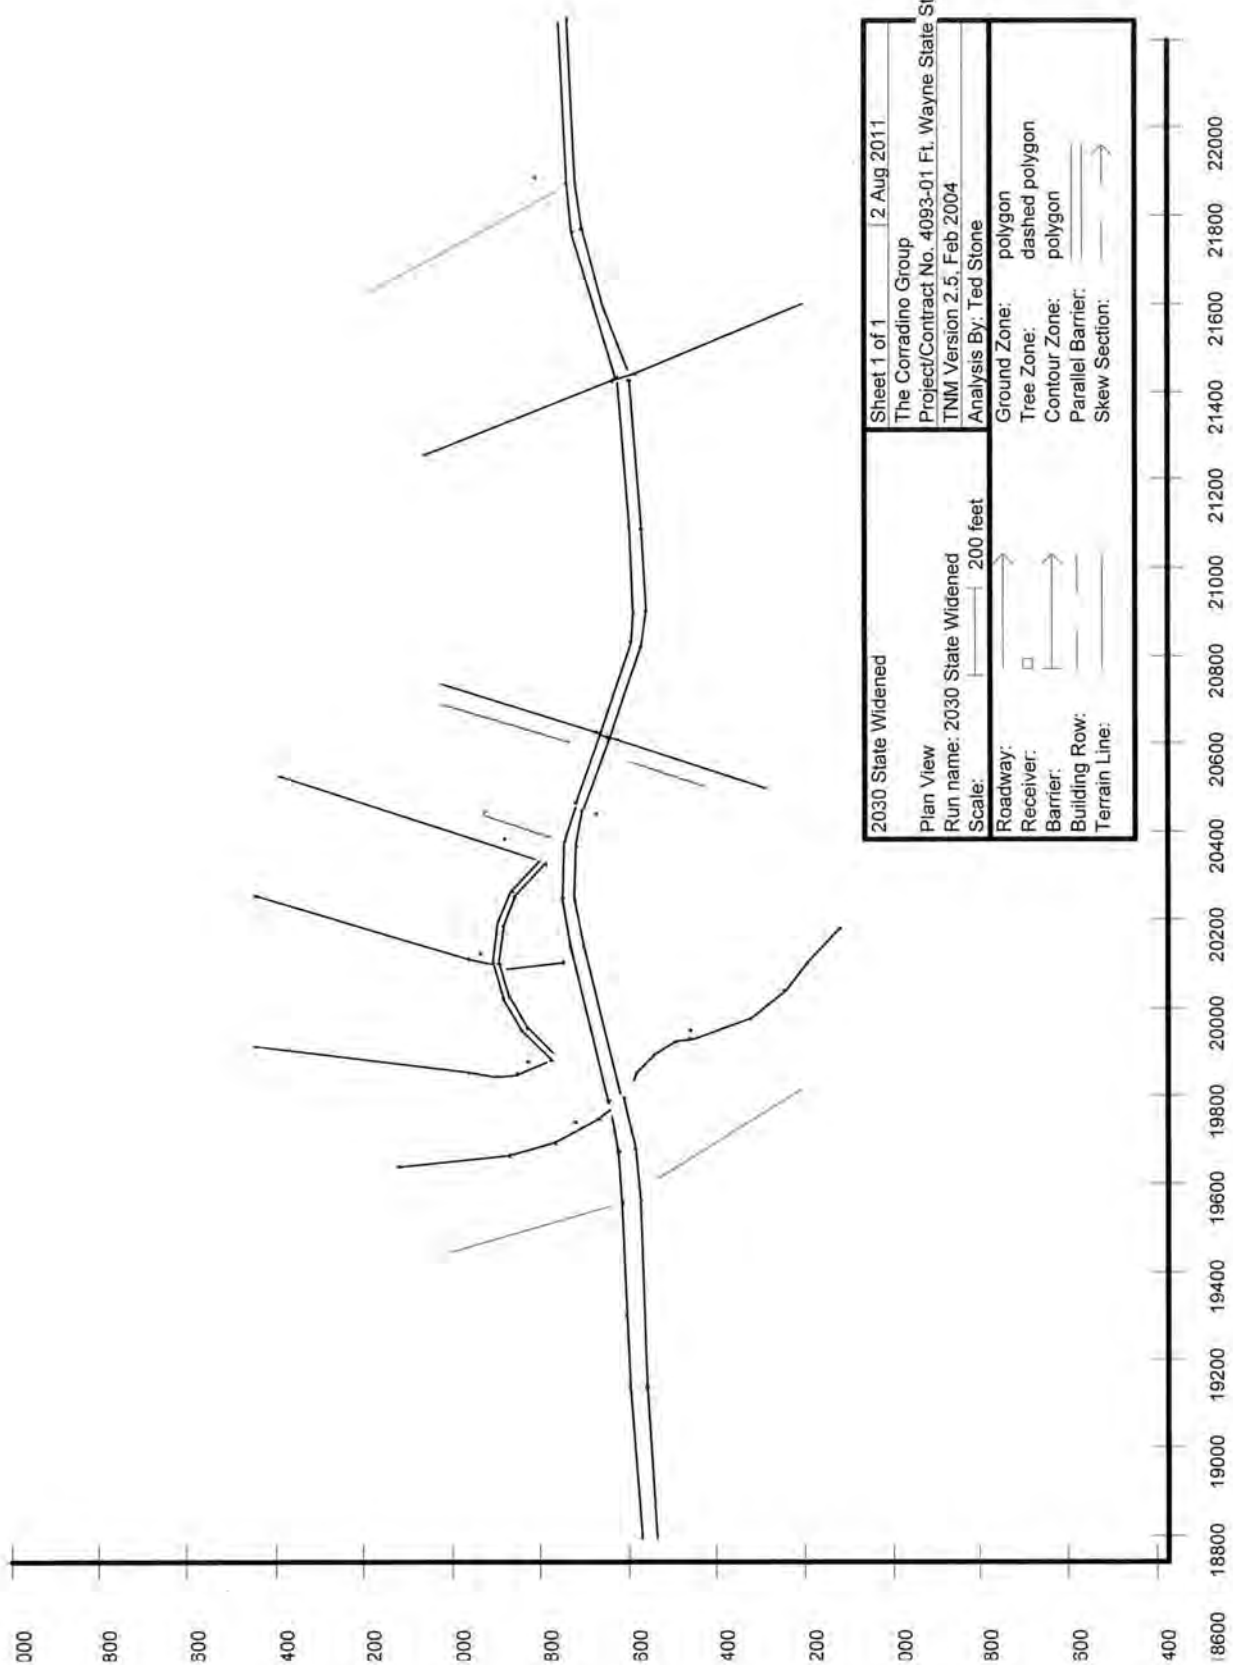 2030 State Widened
Plan View
Run name: 2030 State Widened
Scale: 200 feet
Sheet 1 of 1 2 Aug 2011
The Corradino Group
Project/Contract No. 4093-01 Ft. Wayne State St
TNM Version 2.5, Feb 2004
Analysis By: Ted Stone
Roadway:
Receiver:
Barrier:
Building Row:
Terrain Line:
Ground Zone: polygon
Tree Zone: dashed polygon
Contour Zone: polygon
Parallel Barrier:
Skew Section:
000
800
600
400
200
000
800
600
400
200
000
800
600
400
18600 18800 19000 19200 19400 19600 19800 20000 20200 20400 20600 20800 21000 21200 21400 21600 21800 22000